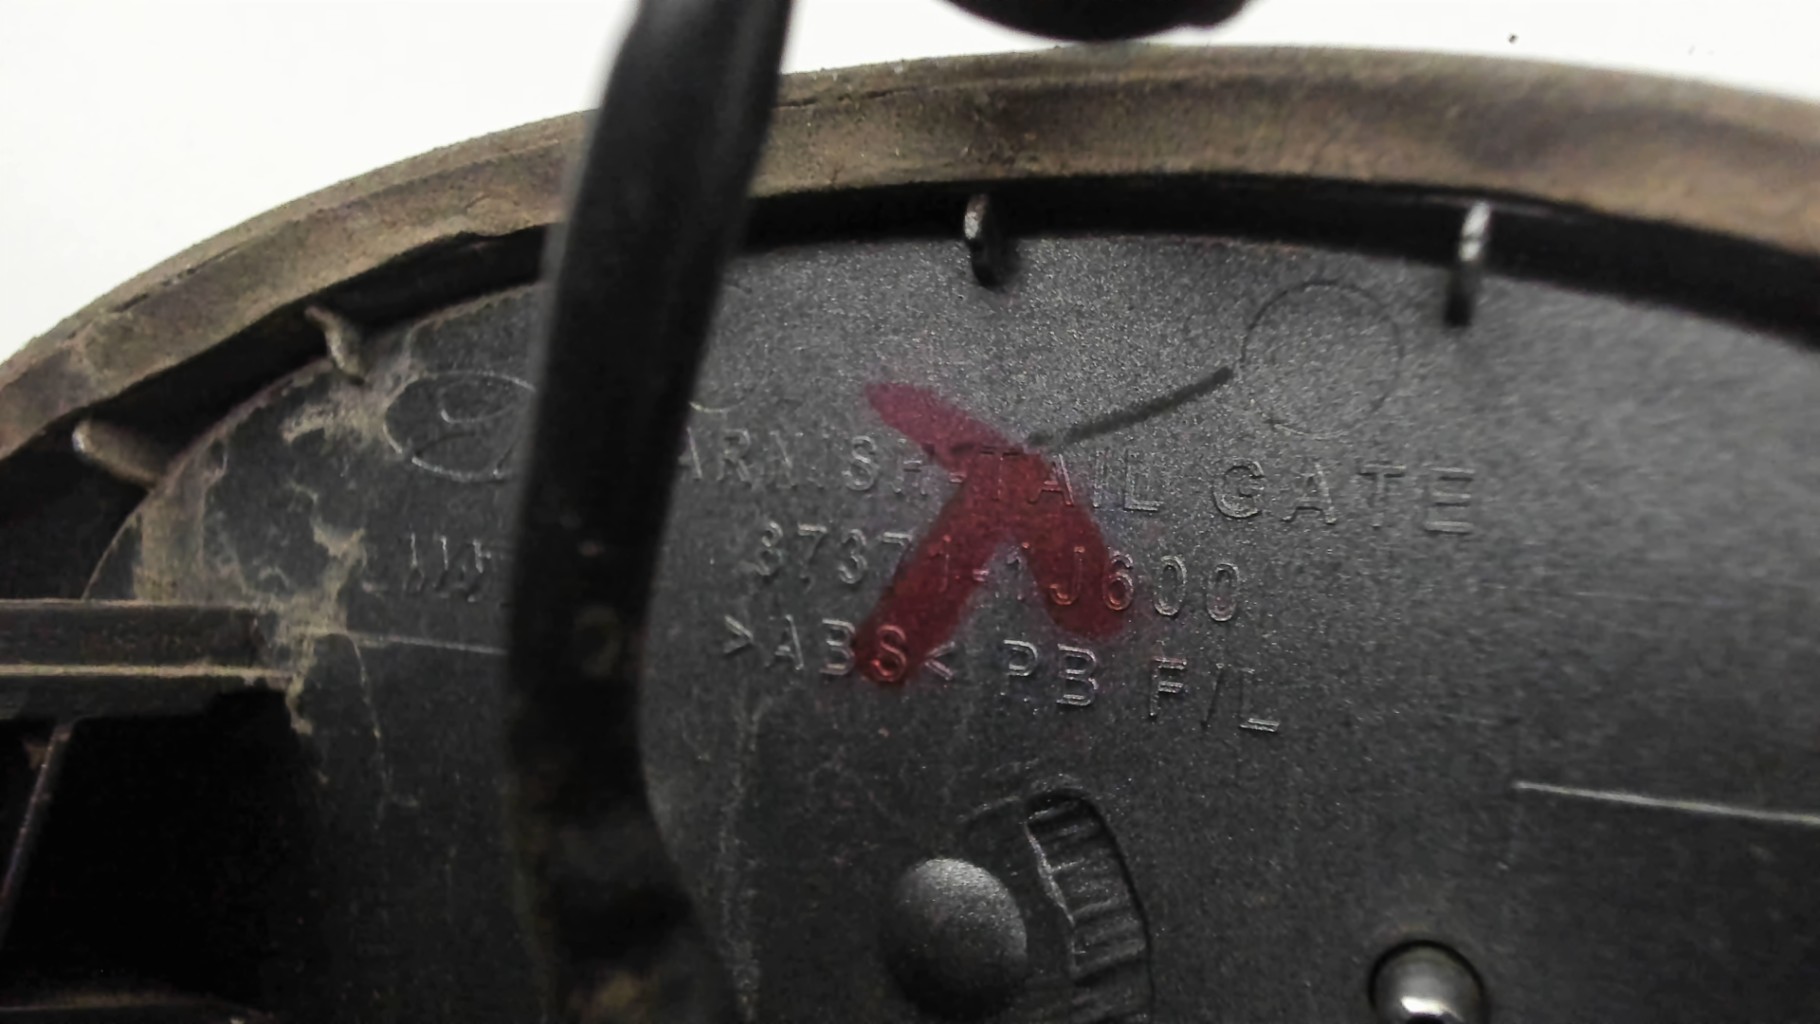 ARNISH-TAIL GATE
87371-1J600
>ABS< PB F/L